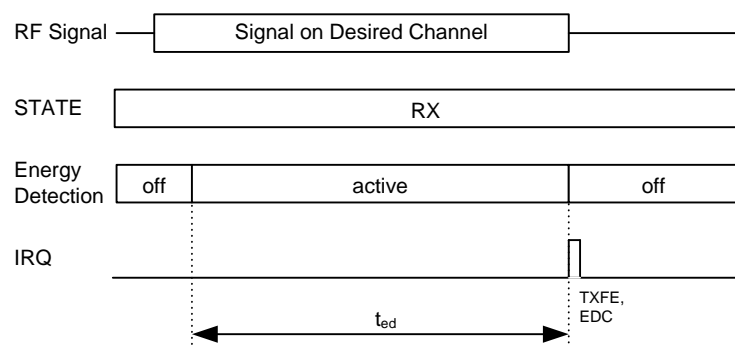 RF Signal
Signal on Desired Channel
STATE
RX
Energy
Detection
off
active
off
IRQ
TXFE,
EDC
ted